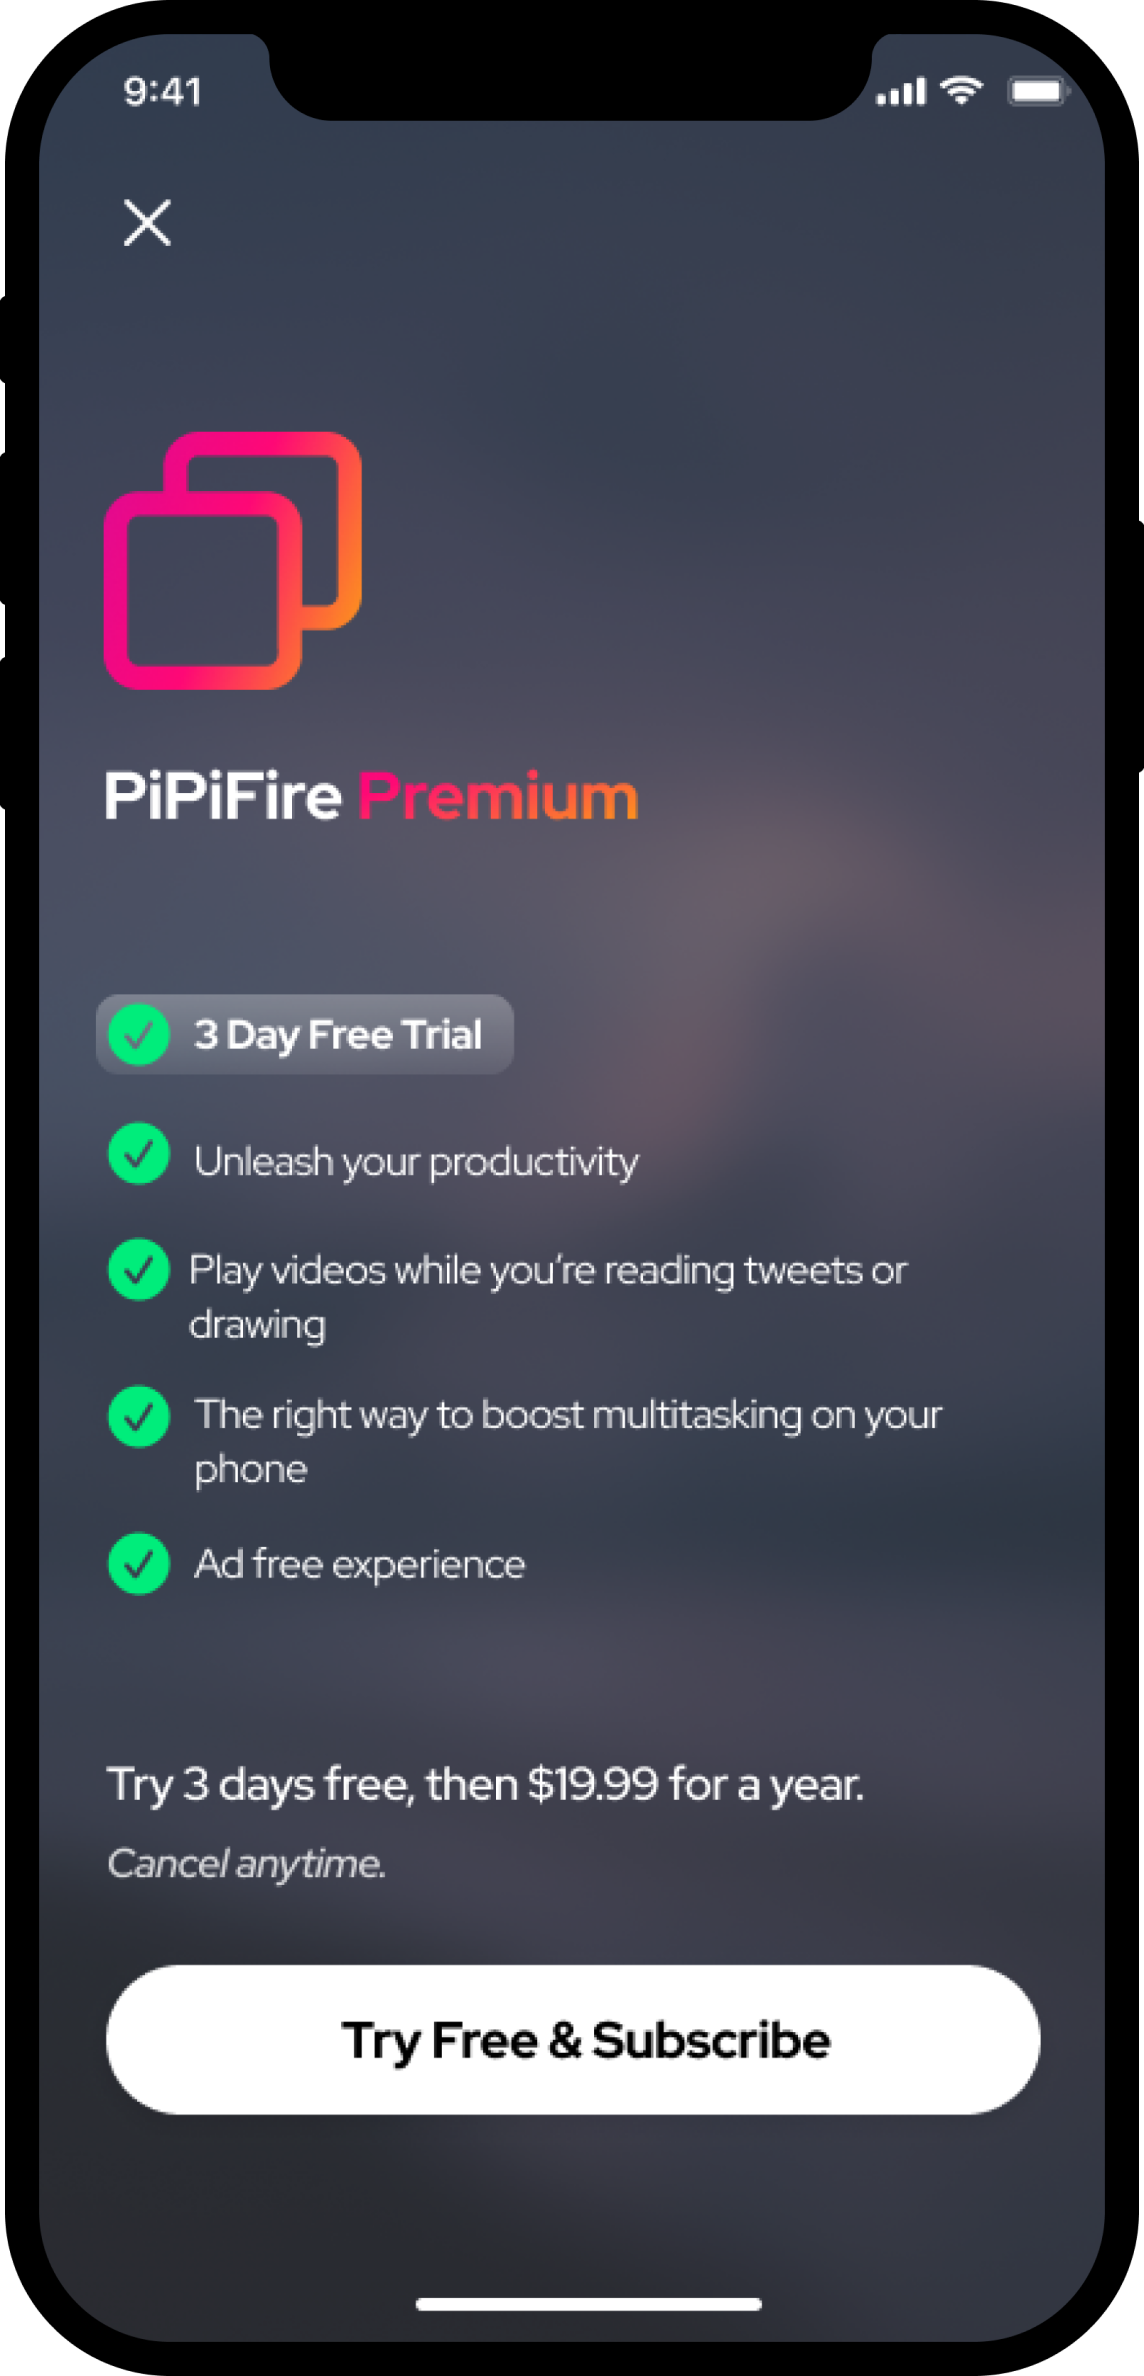 9:41
PiPiFire Premium
3 Day Free Trial
Unleash your productivity
Play videos while you’re reading tweets or
drawing
The right way to boost multitasking on your
phone
Ad free experience
Try 3 days free, then $19.99 for a year.
Cancel anytime.
Try Free & Subscribe